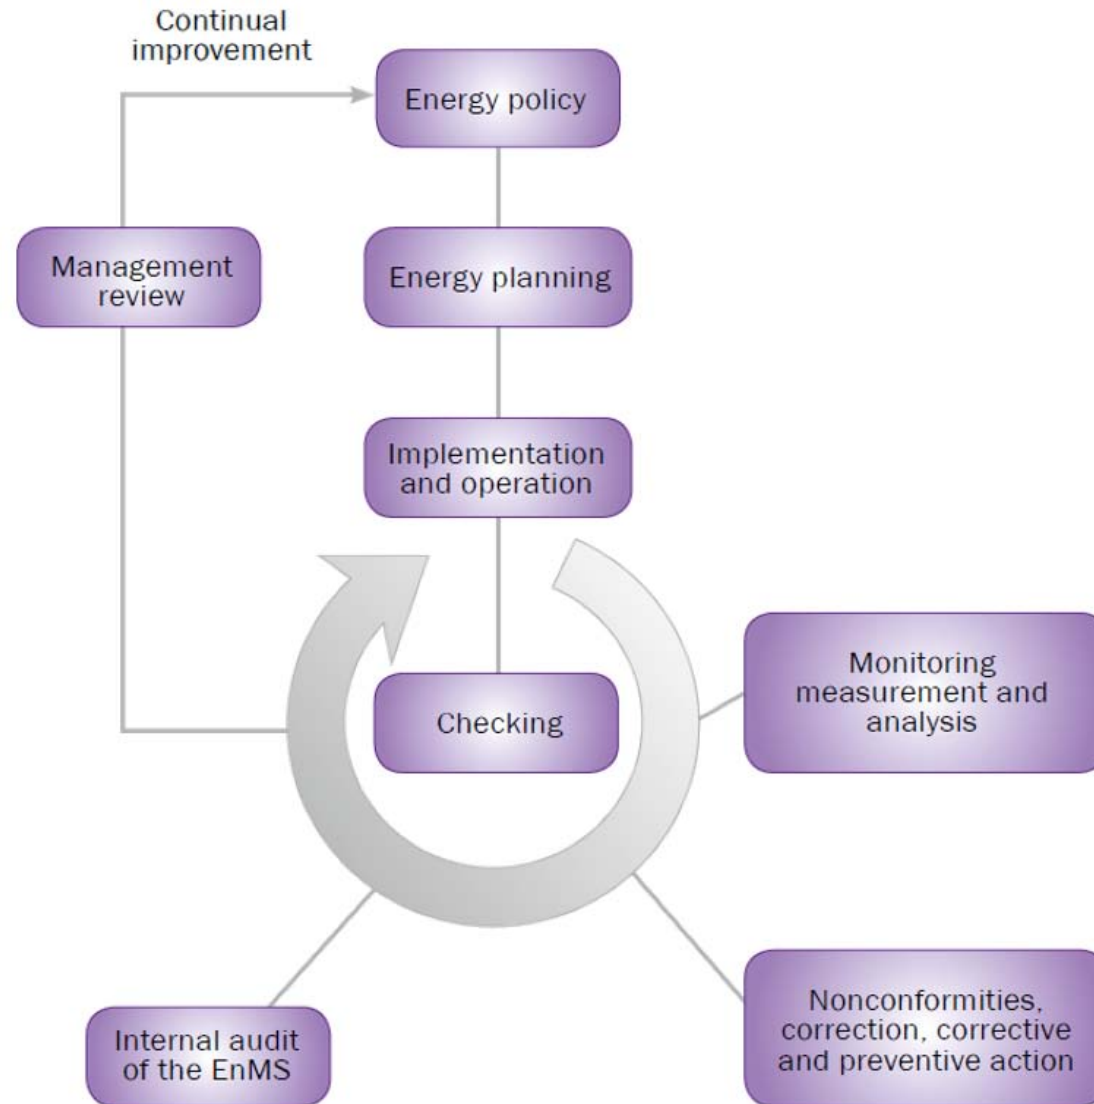 Continual
improvement
Energy policy
Management
review
Energy planning
Implementation
and operation
Checking
Monitoring
measurement and
analysis
Internal audit
of the EnMS
Nonconformities,
correction, corrective
and preventive action